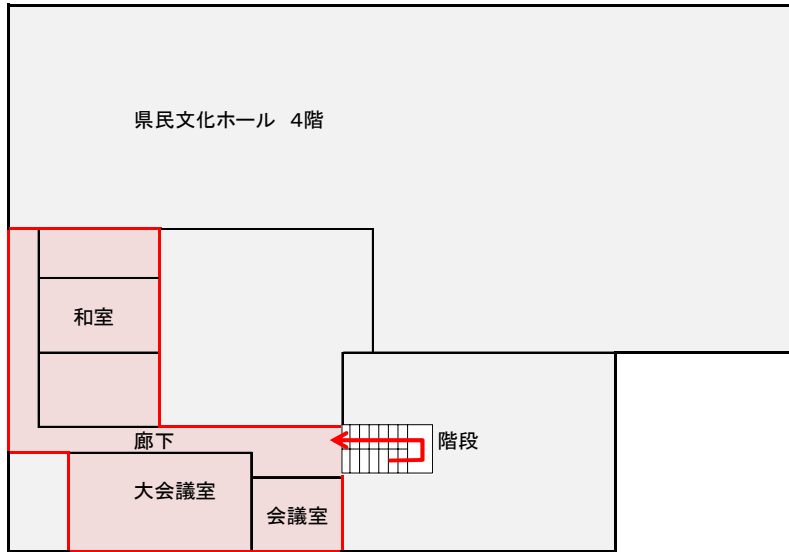 県民文化ホール　４階
和室
廊下
階段
大会議室
会議室